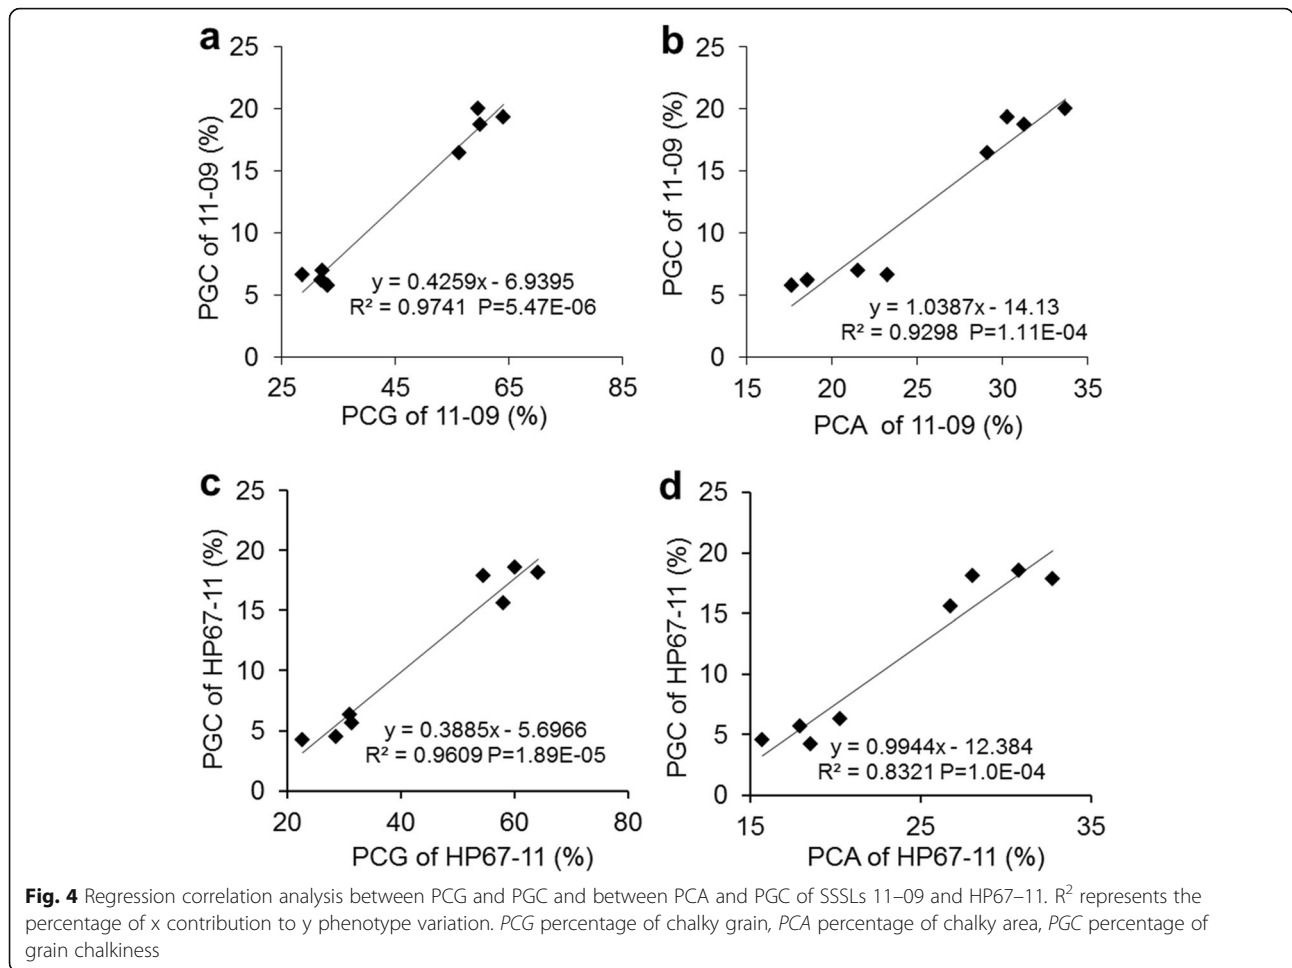 a
25
20
15
10
5
0
PGC of 11-09 (%)
y = 0.4259x - 6.9395
R² = 0.9741 P=5.47E-06
25 45 65 85
PCG of 11-09 (%)
b
25
20
15
10
5
0
PGC of 11-09 (%)
y = 1.0387x - 14.13
R² = 0.9298 P=1.11E-04
15 20 25 30 35
PCA of 11-09 (%)
c
25
20
15
10
5
0
PGC of HP67-11 (%)
y = 0.3885x - 5.6966
R² = 0.9609 P=1.89E-05
20 40 60 80
PCG of HP67-11 (%)
d
25
20
15
10
5
0
PGC of HP67-11 (%)
y = 0.9944x - 12.384
R² = 0.8321 P=1.0E-04
15 25 35
PCA of HP67-11 (%)
Fig. 4 Regression correlation analysis between PCG and PGC and between PCA and PGC of SSSLs 11–09 and HP67–11. R² represents the
percentage of x contribution to y phenotype variation. PCG percentage of chalky grain, PCA percentage of chalky area, PGC percentage of
grain chalkiness